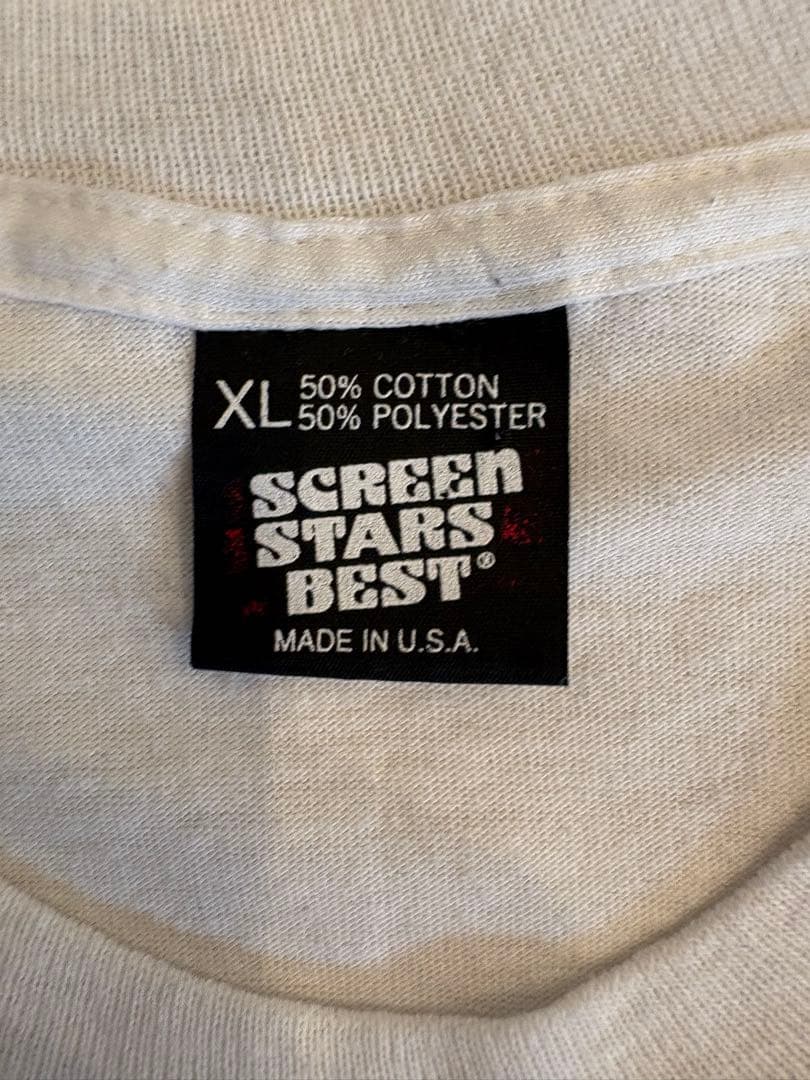 XL 50% COTTON
50% POLYESTER
SCREEN
STARS
BEST®
MADE IN U.S.A.